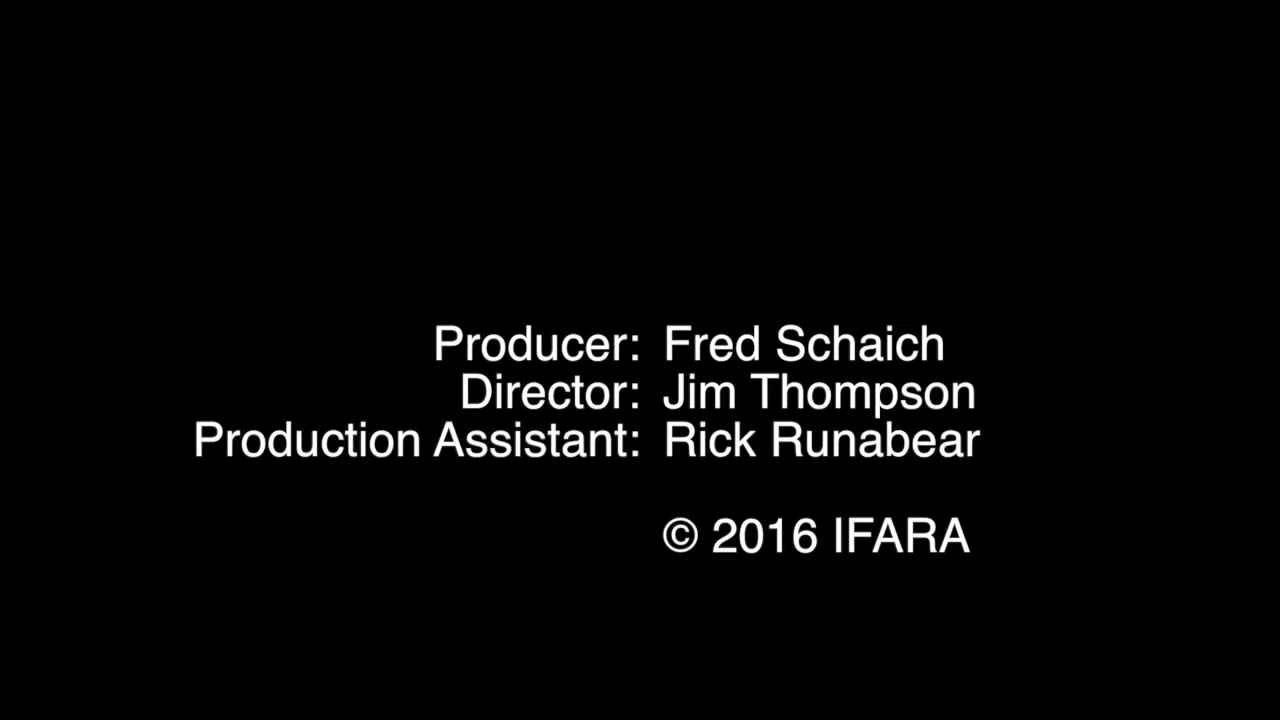 Producer: Fred Schaich
Director: Jim Thompson
Production Assistant: Rick Runabear
© 2016 IFARA